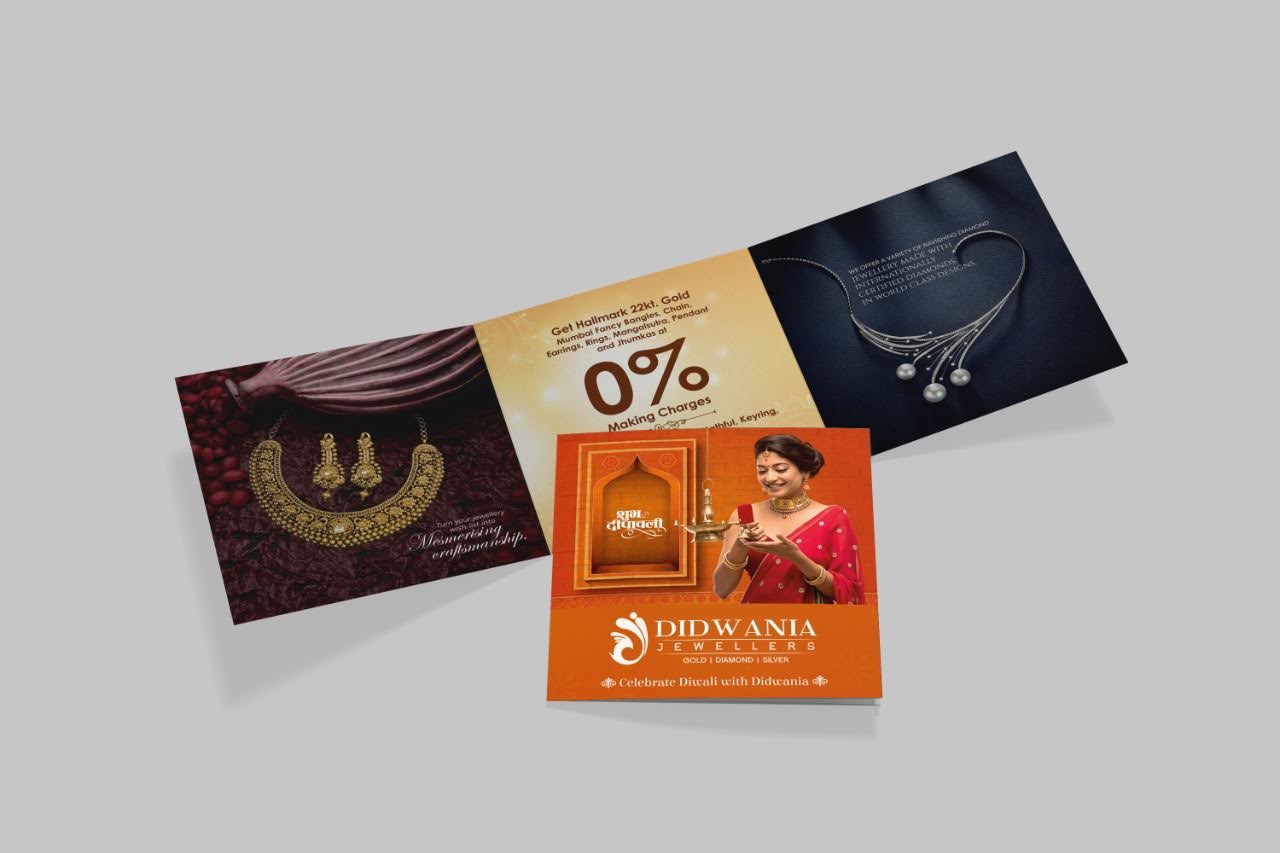 Get Hallmark 22kt. Gold
Mumbai Fancy Bangles, Chain,
Earrings, Rings, Mangalsutra, Pendant
and Jhumkas at
0%
Making Charges
Keyring,
WE OFFER A VARIETY OF RAVISHING DIAMOND
JEWELLERY MADE WITH
INTERNATIONALLY
CERTIFIED DIAMONDS,
IN WORLD CLASS DESIGNS.
Turn your jewellery
wish-list into
Mesmerising
craftsmanship.
शुभ
दीपावली
DIDWANIA
JEWELLERS
GOLD | DIAMOND | SILVER
Celebrate Diwali with Didwania